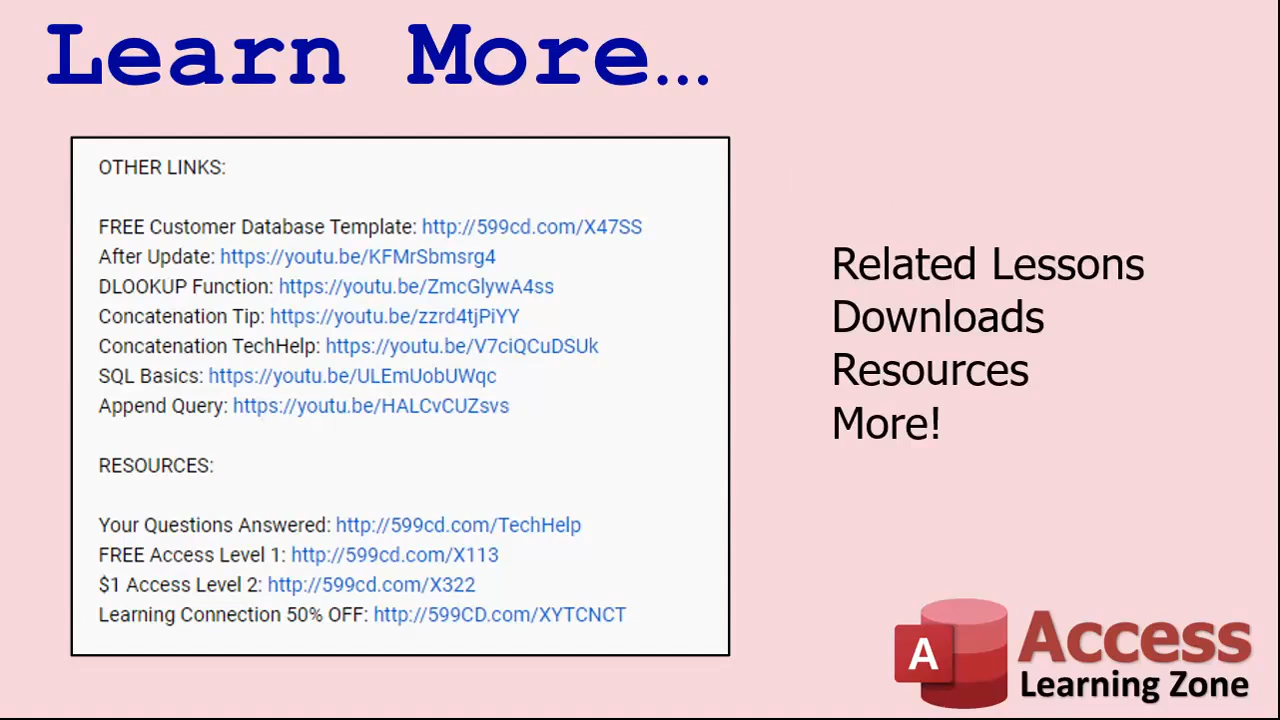 Learn More...
OTHER LINKS:
FREE Customer Database Template: http://599cd.com/X47SS
After Update: https://youtu.be/KFMrSbmsrg4
DLOOKUP Function: https://youtu.be/ZmcGlywA4ss
Concatenation Tip: https://youtu.be/zzrd4tjPiYY
Concatenation TechHelp: https://youtu.be/V7ciQCuDSUk
SQL Basics: https://youtu.be/ULEmUobUWqc
Append Query: https://youtu.be/HALCvCUZsvs
RESOURCES:
Your Questions Answered: http://599cd.com/TechHelp
FREE Access Level 1: http://599cd.com/X113
$1 Access Level 2: http://599cd.com/X322
Learning Connection 50% OFF: http://599CD.com/XYTCNCT
Related Lessons
Downloads
Resources
More!
A
Access
Learning Zone